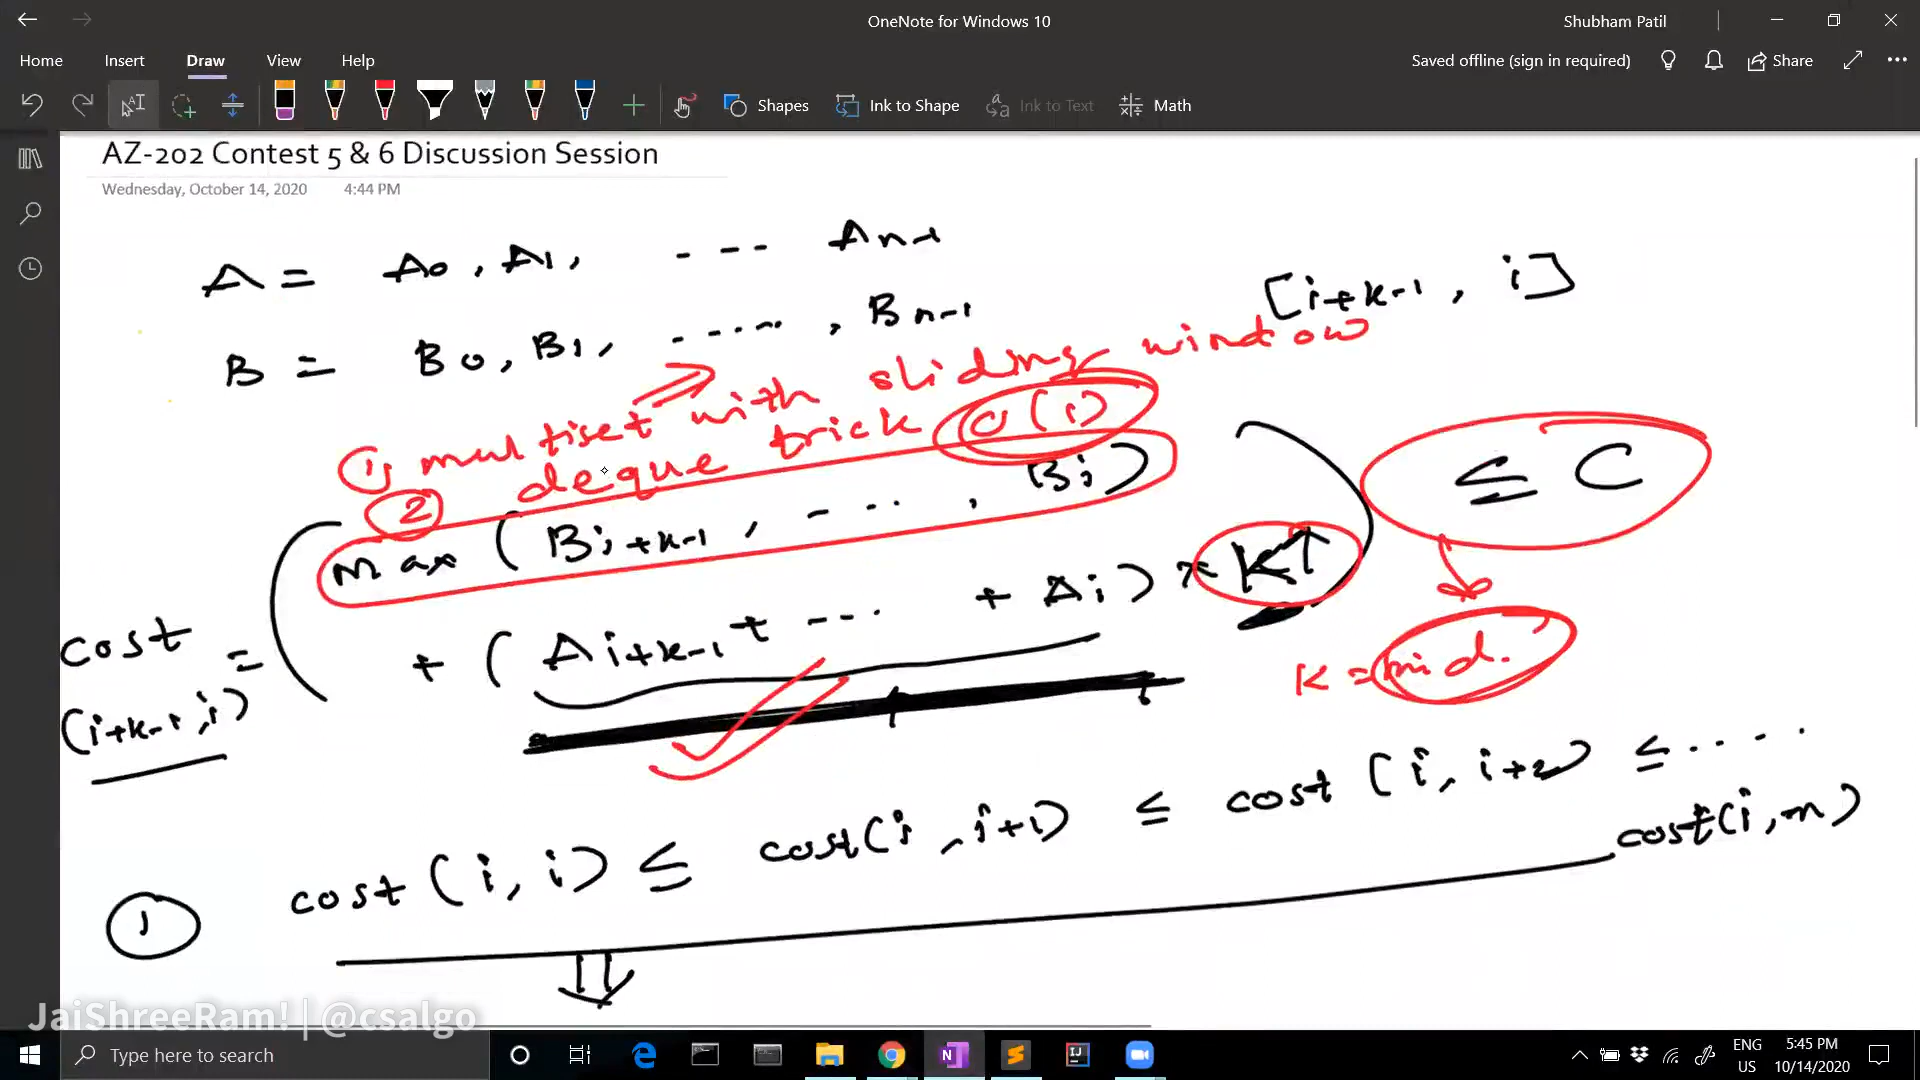 OneNote for Windows 10
Shubham Patil
Home Insert Draw View Help
Saved offline (sign in required) Share
Shapes Ink to Shape Ink to Text Math
AZ-202 Contest 5 & 6 Discussion Session
Wednesday, October 14, 2020 4:44 PM
A = A0, A1, --- An-1
[i+k-1, i]
B = B0, B1, ....., Bn-1
1) multiset => with sliding window
2 deque trick O(1)
Max (Bi+k-1, - - .. , Bi)
≤ C
+ (Ai+k-1 + --- + Ai) × K↑
cost (i+k-1, i) =
K = mid.
cost (i, i) ≤ cost(i, i+1) ≤ cost (i, i+2) ≤ .....
cost(i, n)
1
JaiShreeRam! | @csalgo
Type here to search
ENG US
5:45 PM
10/14/2020